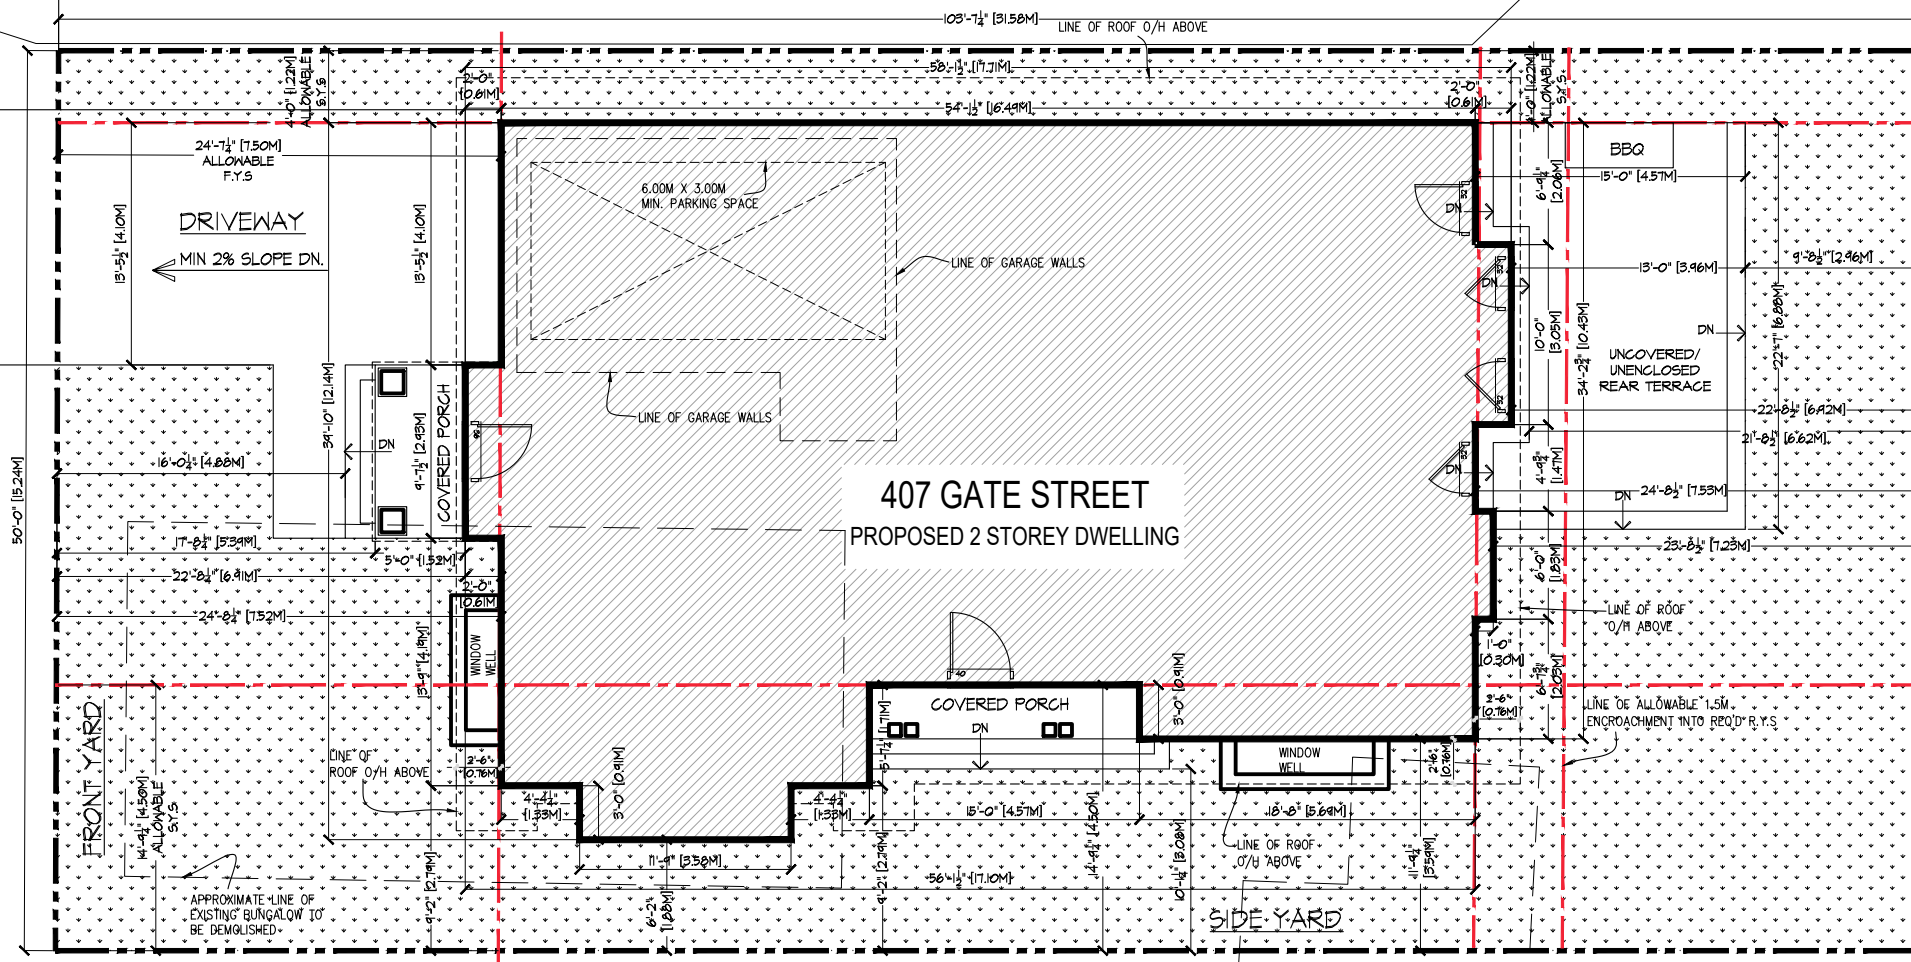 103'-7¼" [31.58M]
LINE OF ROOF O/H ABOVE
58'-1½" [17.71M]
2'-0"
[0.61M]
54'-1½" [16.49M]
2'-0"
[0.61M]
4'-0" [1.22M]
ALLOWABLE
S.Y.S
4'-0" [1.22M]
ALLOWABLE
S.Y.S.
24'-7¼" [7.50M]
ALLOWABLE
F.Y.S
DRIVEWAY
MIN 2% SLOPE DN.
13'-5½" [4.10M]
13'-5½" [4.10M]
6.00M X 3.00M
MIN. PARKING SPACE
LINE OF GARAGE WALLS
LINE OF GARAGE WALLS
BBQ
15'-0" [4.57M]
6'-9¼"
[2.06M]
32
DN
13'-0" [3.96M]
9'-8½" [2.96M]
32
DN
10'-0"
[3.05M]
34'-2⅝" [10.43M]
DN
22'-7" [6.88M]
UNCOVERED/
UNENCLOSED
REAR TERRACE
32
22'-8½" [6.92M]
21'-8½" [6.62M]
39'-10" [12.14M]
DN
9'-7½" [2.93M]
COVERED PORCH
36
16'-0¼" [4.88M]
50'-0" [15.24M]
32
DN
4'-9¾"
[1.47M]
24'-8½" [7.53M]
DN
407 GATE STREET
PROPOSED 2 STOREY DWELLING
17'-8¼" [5.39M]
5'-0" [1.52M]
22'-8¼" [6.91M]
2'-0"
[0.61M]
24'-8¼" [7.52M]
23'-8½" [7.23M]
6'-0"
[1.83M]
LINE OF ROOF
O/H ABOVE
WINDOW
WELL
13'-9" [4.19M]
1'-0"
[0.30M]
6'-7⅝"
[2.03M]
2'-6"
[0.76M]
LINE OF ALLOWABLE 1.5M
ENCROACHMENT INTO REQ'D R.Y.S
40
COVERED PORCH
DN
3'-0" [0.91M]
5'-7¼" [1.71M]
FRONT YARD
LINE OF
ROOF O/H ABOVE
2'-6"
[0.76M]
3'-0" [0.91M]
WINDOW
WELL
2'-6"
[0.76M]
14'-9¼" [4.50M]
ALLOWABLE
S.Y.S
4'-4¼"
[1.33M]
4'-4¼"
[1.33M]
15'-0" [4.57M]
18'-8" [5.69M]
LINE OF ROOF
O/H ABOVE
11'-9" [3.58M]
56'-1½" [17.10M]
9'-2" [2.79M]
6'-2"
[1.88M]
9'-2" [2.79M]
14'-9¼" [4.50M]
10'-1¼" [3.08M]
11'-9¼"
[3.59M]
APPROXIMATE LINE OF
EXISTING BUNGALOW TO
BE DEMOLISHED
SIDE YARD